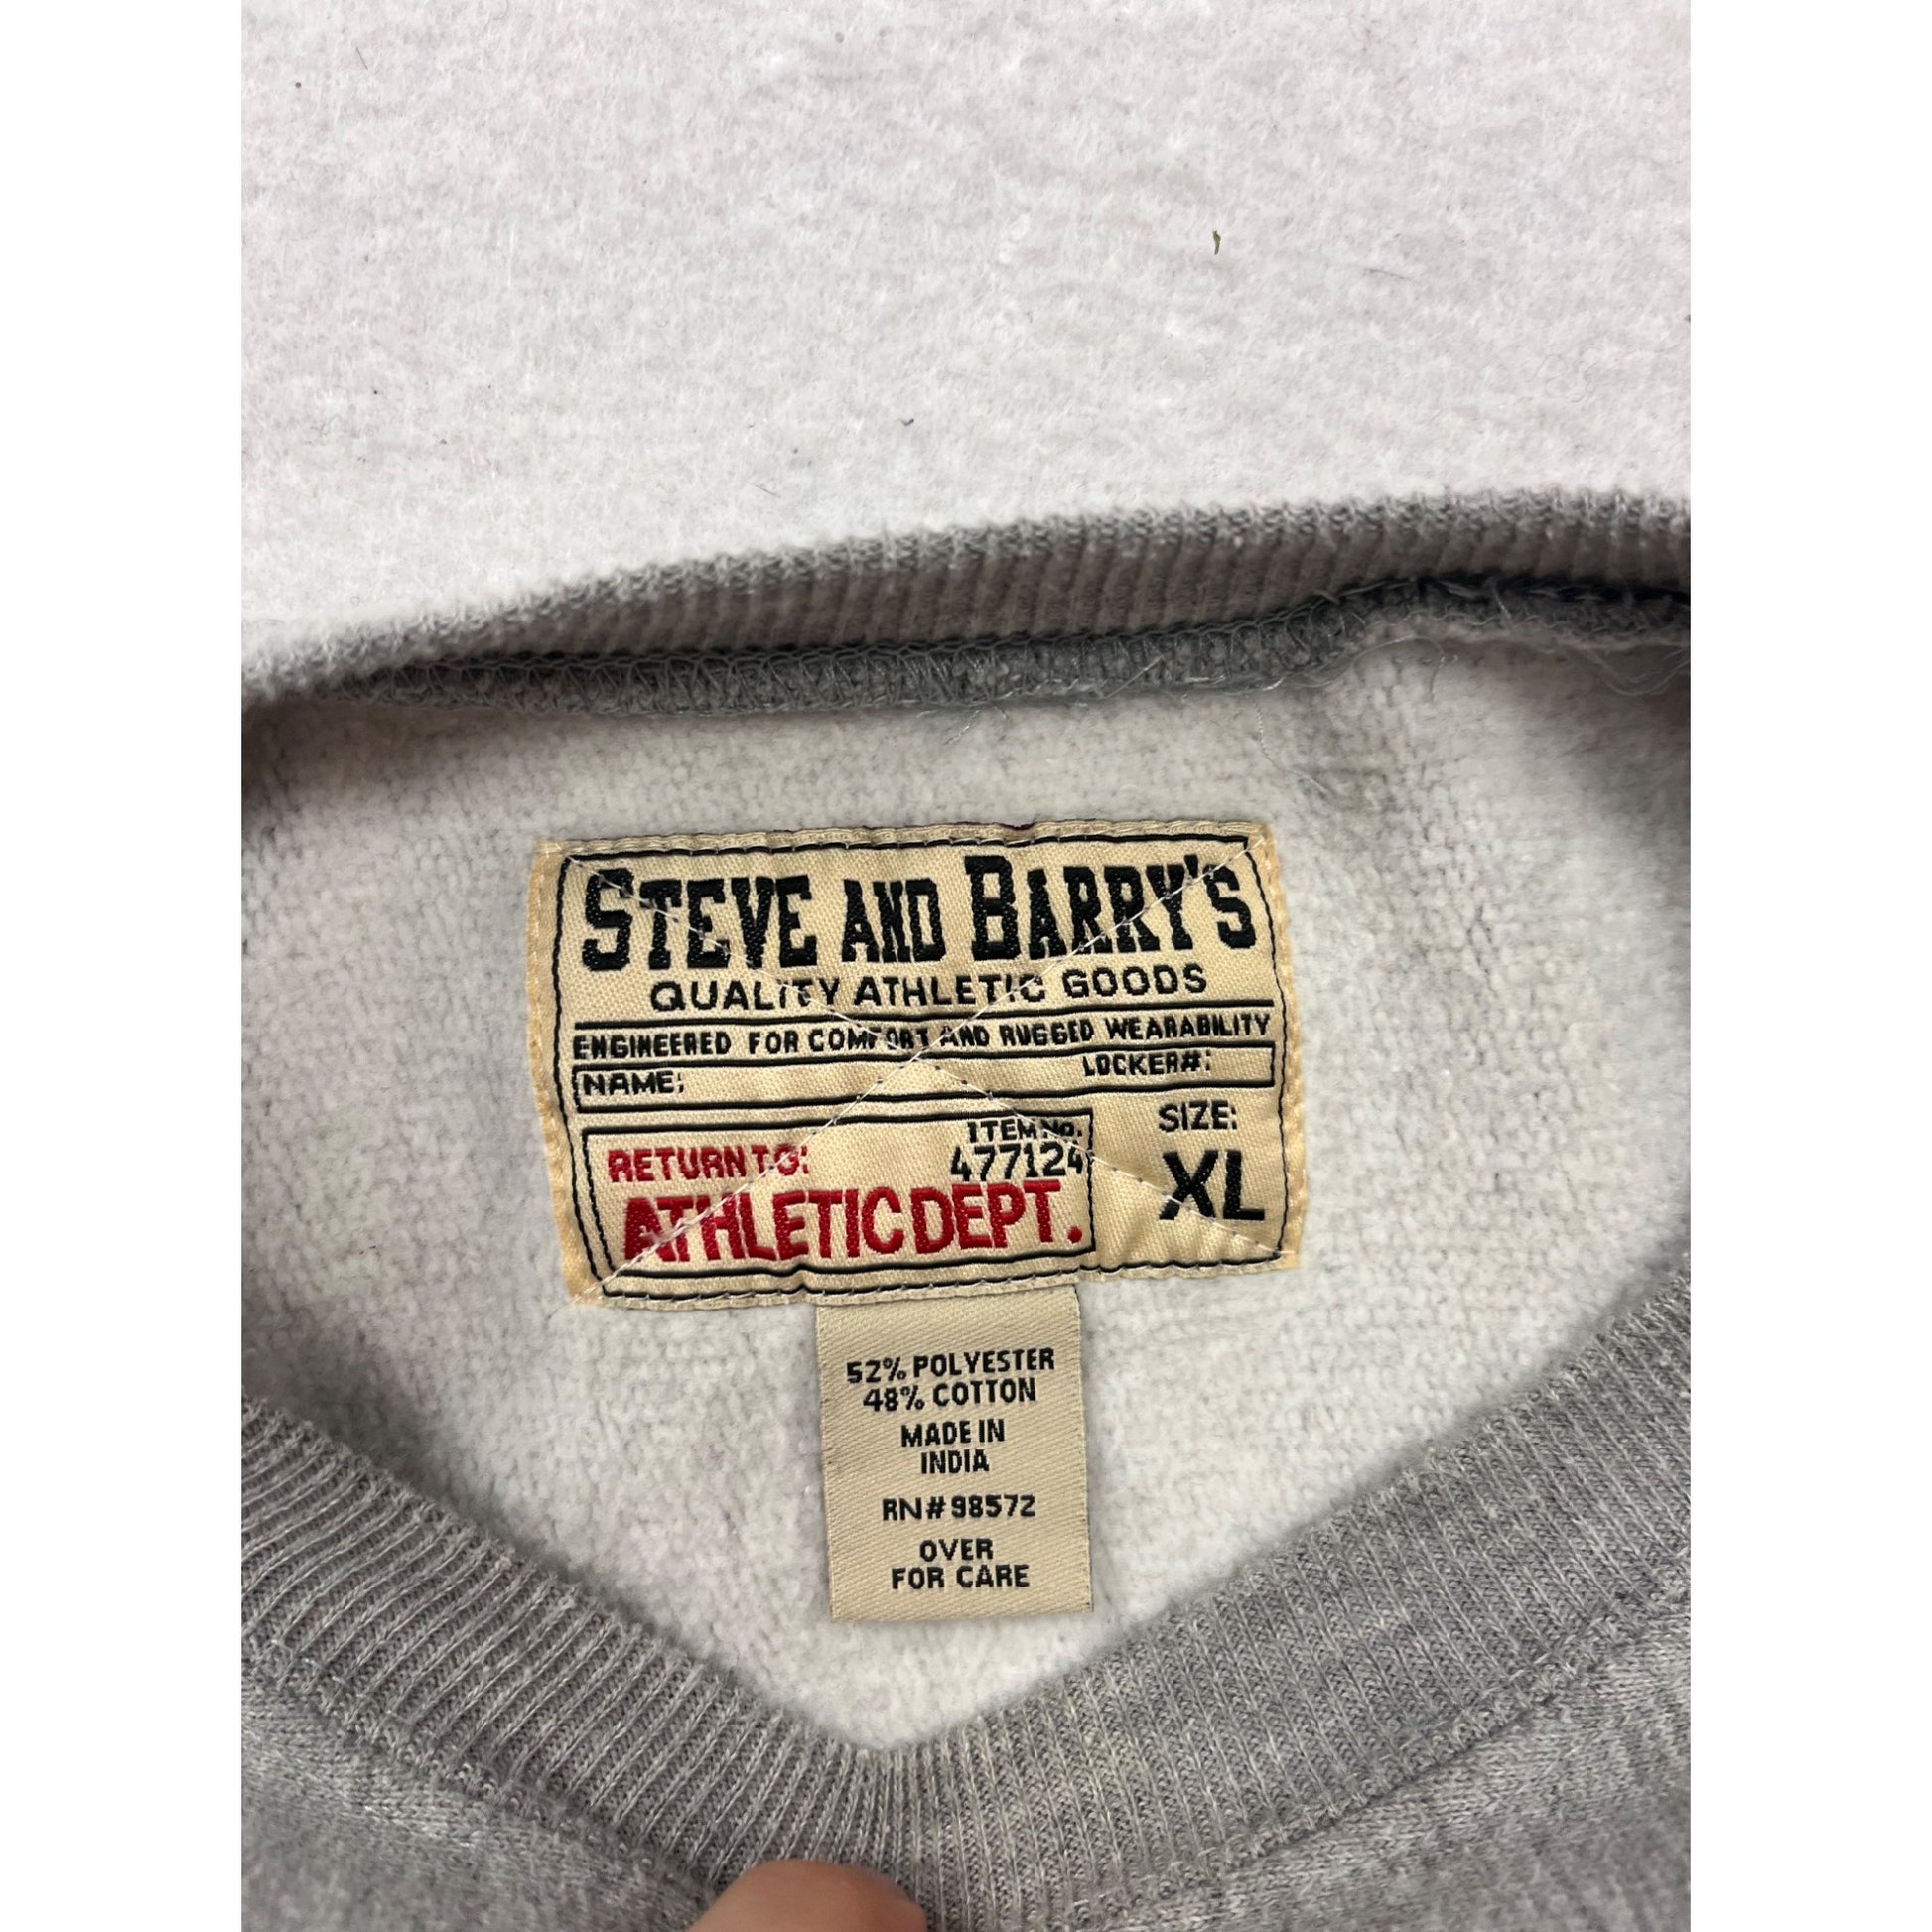 STEVE AND BARRY'S
QUALITY ATHLETIC GOODS
ENGINEERED FOR COMFORT AND RUGGED WEARABILITY
NAME: LOCKER#:
ITEM No.
RETURN TO: 477124
ATHLETIC DEPT.
SIZE:
XL
52% POLYESTER
48% COTTON
MADE IN
INDIA
RN# 98572
OVER
FOR CARE